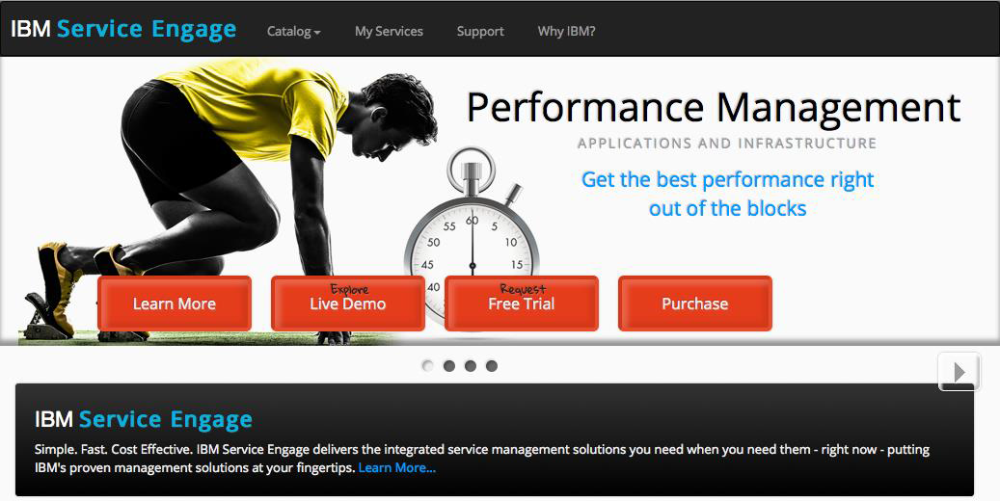 IBM Service Engage
Catalog
My Services
Support
Why IBM?
Performance Management
APPLICATIONS AND INFRASTRUCTURE
Get the best performance right
out of the blocks
55 60 5
50 10
45 15
40
Learn More
Explore
Live Demo
Request
Free Trial
Purchase
IBM Service Engage
Simple. Fast. Cost Effective. IBM Service Engage delivers the integrated service management solutions you need when you need them - right now - putting
IBM's proven management solutions at your fingertips. Learn More...